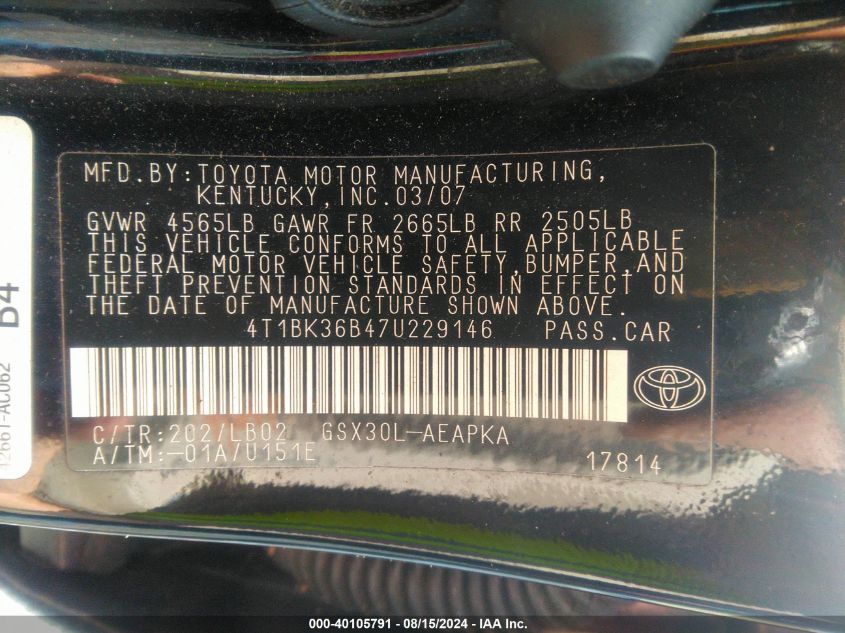 MFD.BY:TOYOTA MOTOR MANUFACTURING,
KENTUCKY,INC.03/07
GVWR 4565LB GAWR FR 2665LB RR 2505LB
THIS VEHICLE CONFORMS TO ALL APPLICABLE
FEDERAL MOTOR VEHICLE SAFETY,BUMPER,AND
THEFT PREVENTION STANDARDS IN EFFECT ON
THE DATE OF MANUFACTURE SHOWN ABOVE.
4T1BK36B47U229146 PASS.CAR
C/TR:202/LB02 GSX30L-AEAPKA
A/TM:-01A/U151E
17814
B4
000-40105791 - 08/15/2024 - IAA Inc.